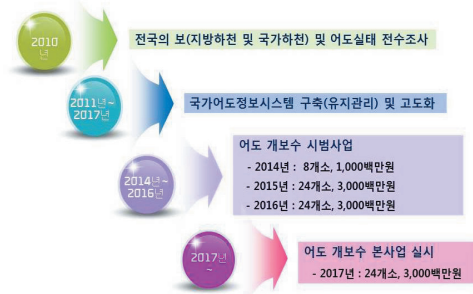 2010
년
전국의 보(지방하천 및 국가하천) 및 어도실태 전수조사
2011년~
2017년
국가어도정보시스템 구축(유지관리) 및 고도화
2014년~
2016년
어도 개보수 시범사업
- 2014년 : 8개소, 1,000백만원
- 2015년 : 24개소, 3,000백만원
- 2016년 : 24개소, 3,000백만원
2017년
~
어도 개보수 본사업 실시
- 2017년 : 24개소, 3,000백만원